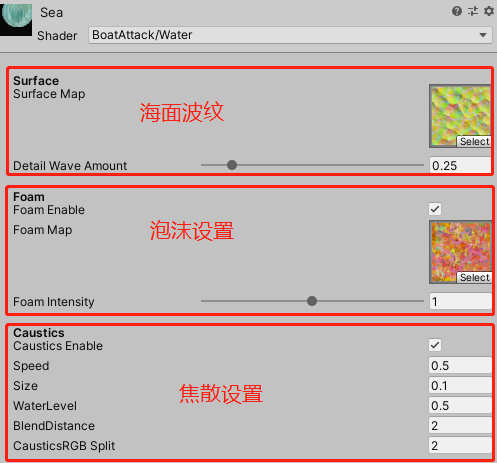 Sea
Shader BoatAttack/Water
Surface
Surface Map
海面波纹
Select
Detail Wave Amount 0.25
Foam
Foam Enable
Foam Map
泡沫设置
Select
Foam Intensity 1
Caustics
Caustics Enable
Speed 0.5
Size 0.1
焦散设置
WaterLevel 0.5
BlendDistance 2
CausticsRGB Split 2